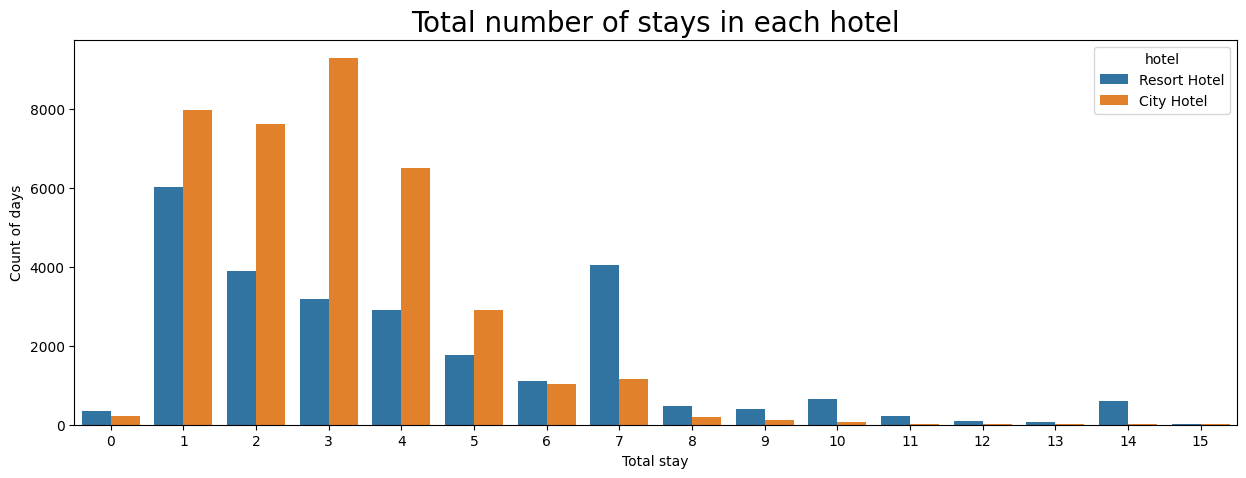 Total number of stays in each hotel
hotel
Resort Hotel
City Hotel
Count of days
8000
6000
4000
2000
0
0 1 2 3 4 5 6 7 8 9 10 11 12 13 14 15
Total stay